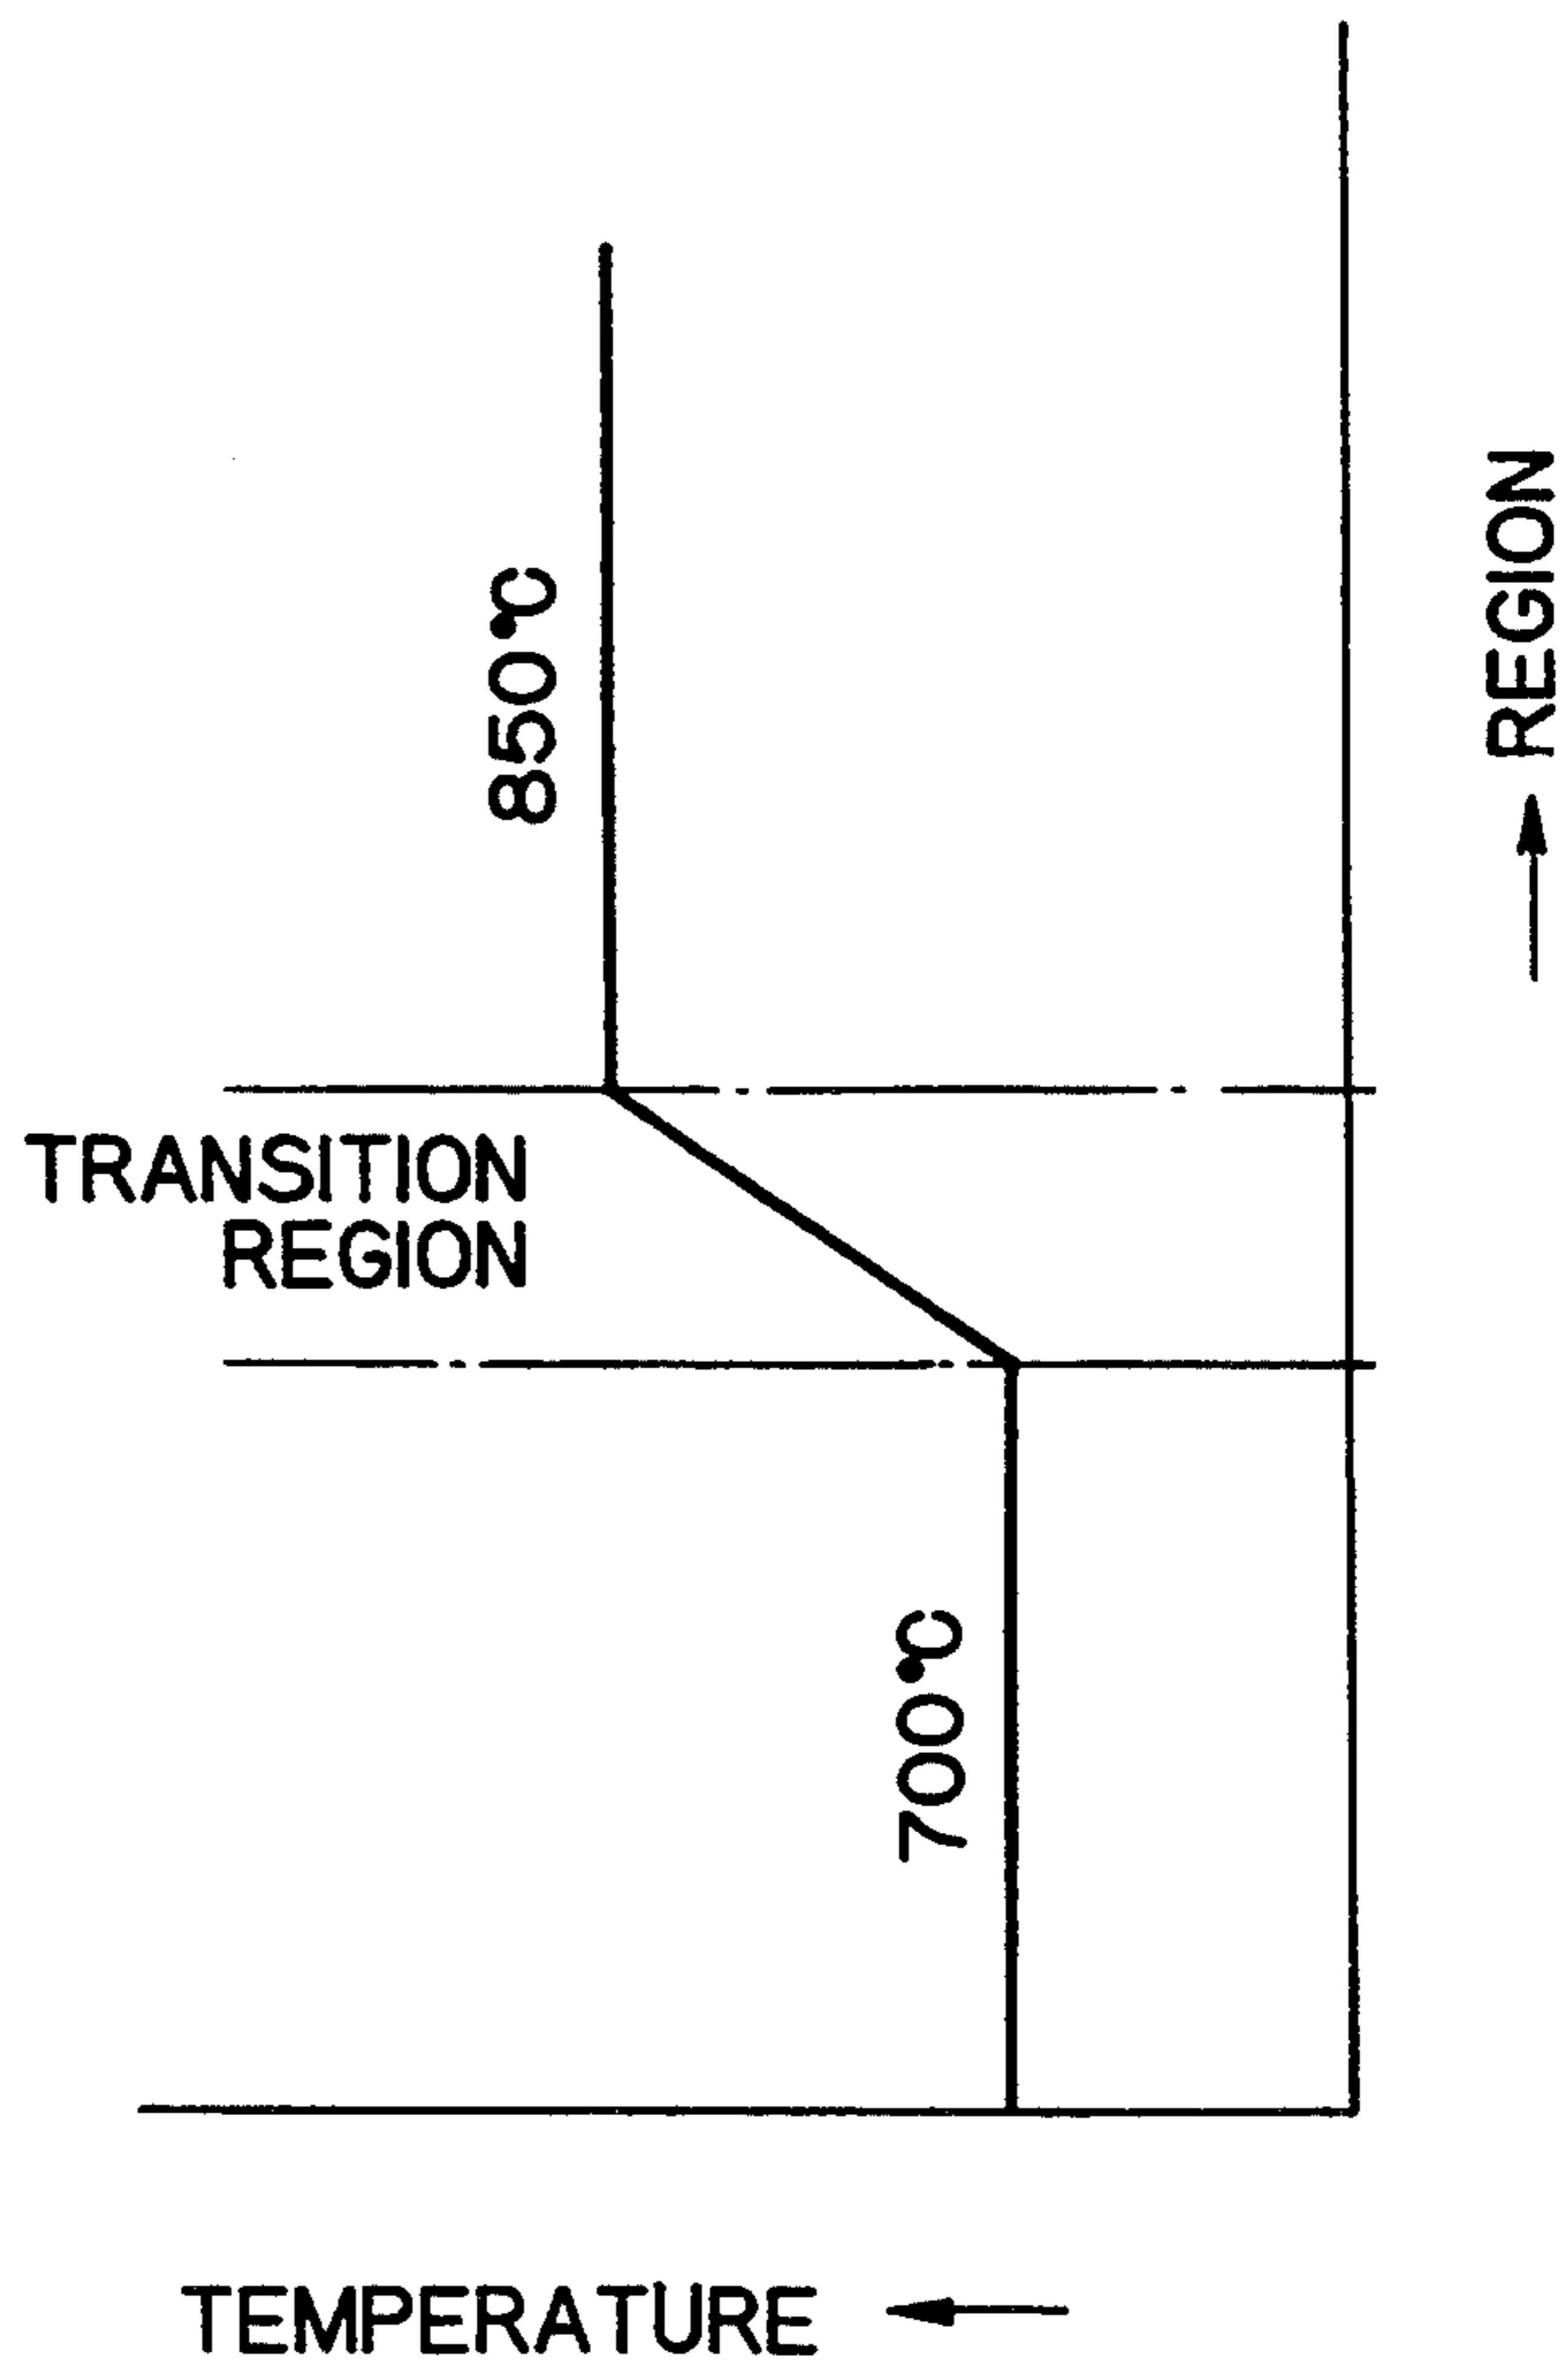 REGION
850°C
TRANSITION
REGION
700°C
TEMPERATURE